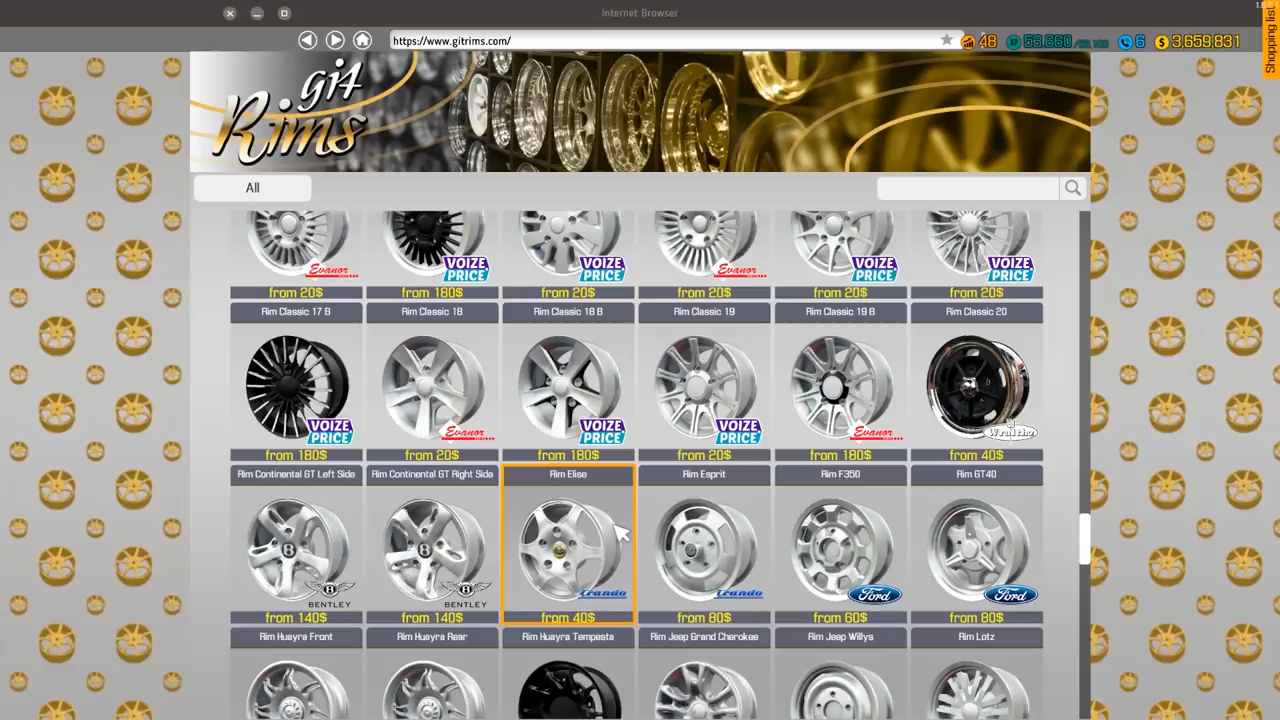 Internet Browser
https://www.gitrims.com/
48
6
3,659,831
Shopping list
git
Rims
All
Evanor
VOIZE PRICE
VOIZE PRICE
Evanor
VOIZE PRICE
VOIZE PRICE
from 20$ from 180$ from 20$ from 20$ from 20$ from 20$
Rim Classic 17 B Rim Classic 18 Rim Classic 18 B Rim Classic 19 Rim Classic 19 B Rim Classic 20
VOIZE PRICE
Evanor
VOIZE PRICE
VOIZE PRICE
Evanor
from 180$ from 20$ from 180$ from 20$ from 180$ from 40$
Rim Continental GT Left Side Rim Continental GT Right Side Rim Elise Rim Esprit Rim F350 Rim GT40
B BENTLEY
B BENTLEY
Ford
Ford
from 140$ from 140$ from 40$ from 80$ from 60$ from 80$
Rim Huayra Front Rim Huayra Rear Rim Huayra Tempesta Rim Jeep Grand Cherokee Rim Jeep Willys Rim Lotz